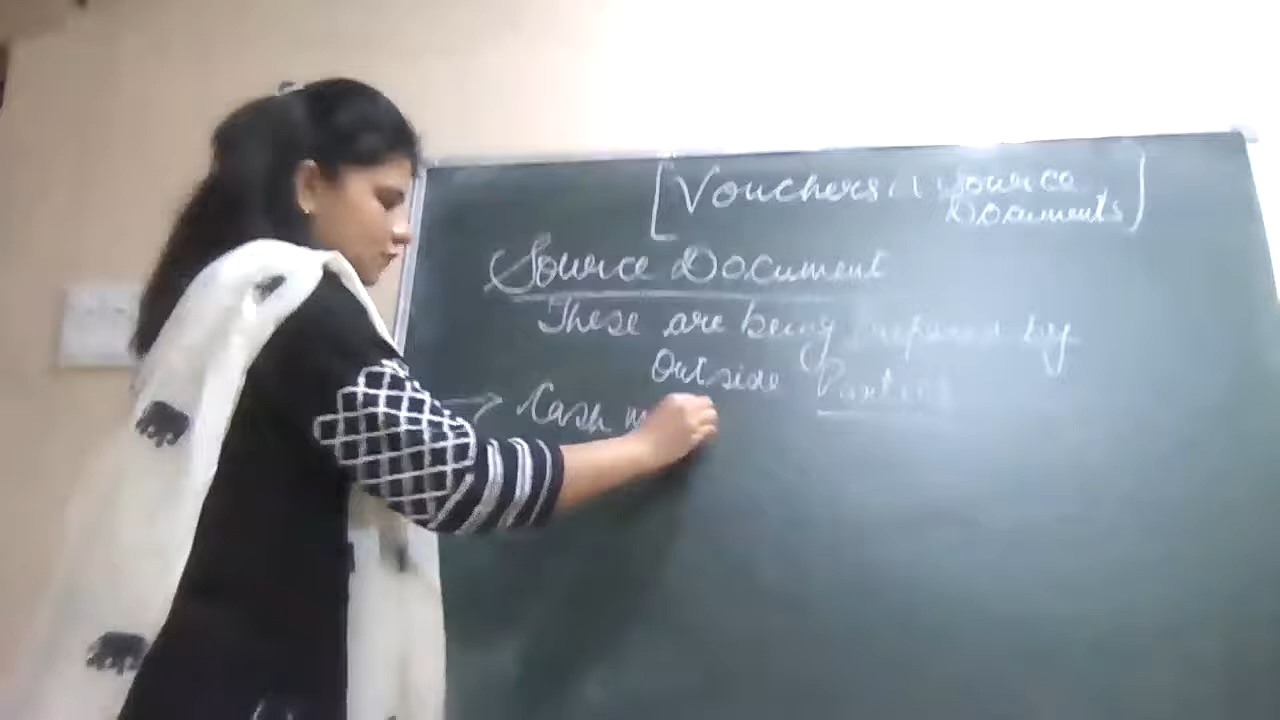 [Vouchers & Source
Documents]
Source Document
These are being prepared by
Outside Parties
→ Cash